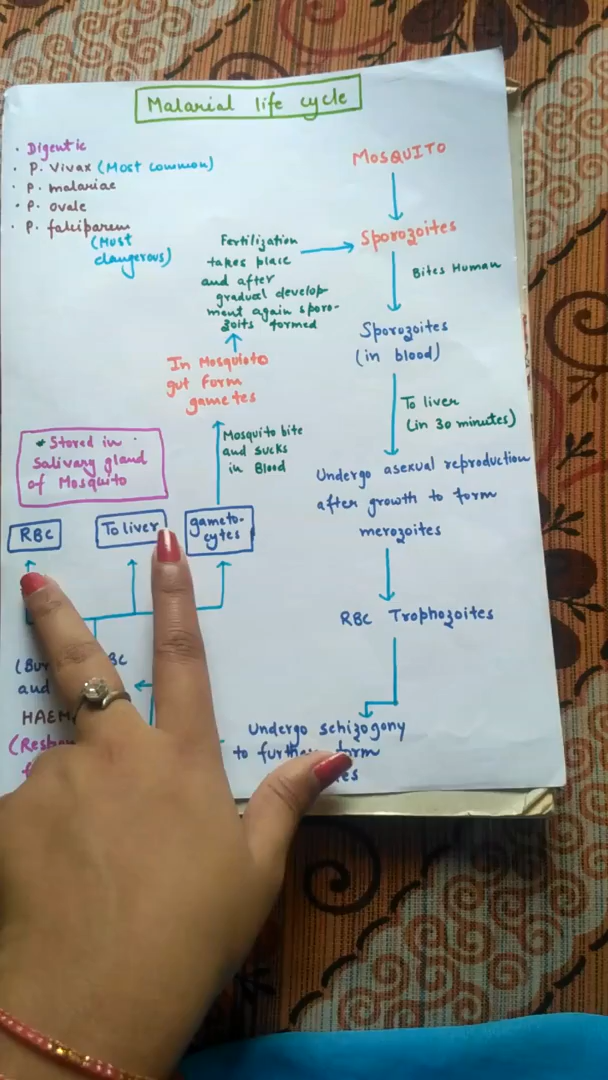 Malarial life cycle
• Digentic
• P. Vivax (Most common)
• P. malariae
• P. ovale
• P. falciparem
(Most
dangerous)
MOSQUITO
Sporozoites
Bites Human
Sporozoites
(in blood)
To liver
(in 30 minutes)
Undergo asexual reproduction
after growth to form
merozoites
RBC Trophozoites
Undergo schizogony
to further form
RBC
To liver
gameto-
cytes
Mosquito bite
and sucks
in Blood
In Mosquioto
gut form
gametes
Fertilization
takes place
and after
gradual develop
ment again sporo-
zoits formed
* Stored in
Salivary gland
of Mosquito
and